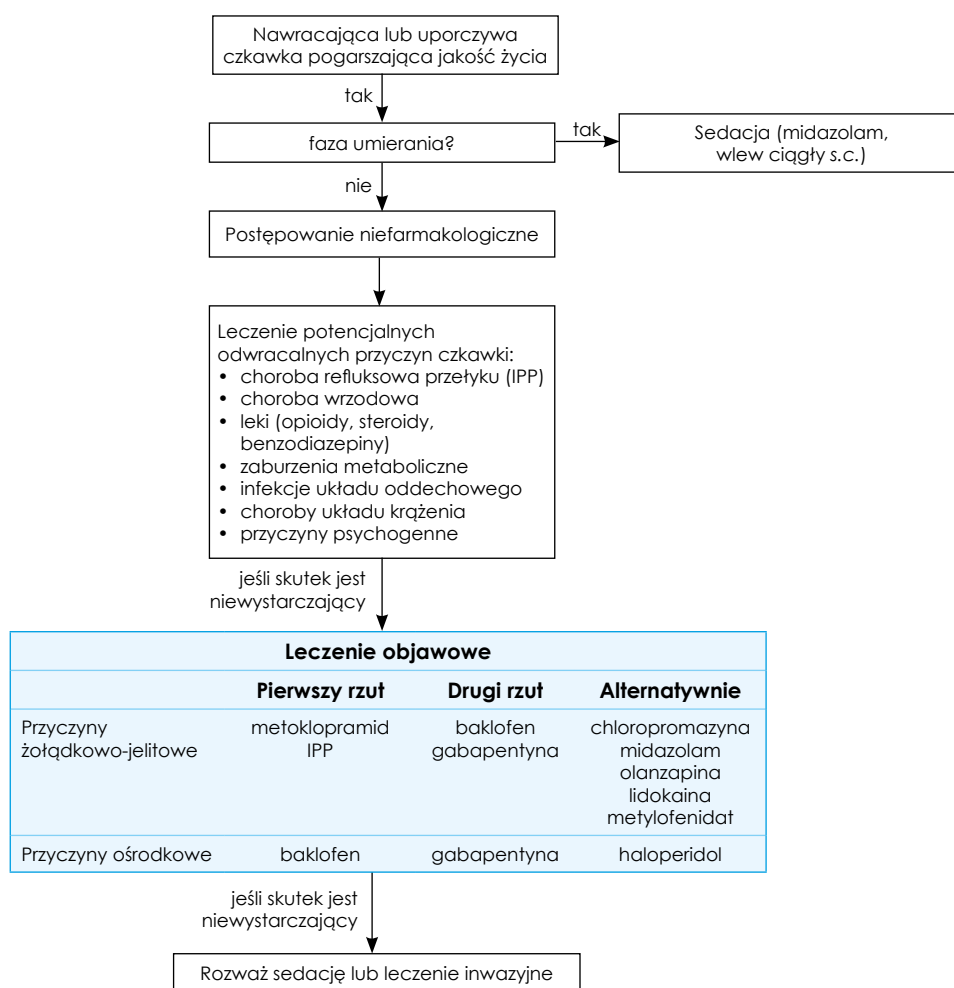 Nawracająca lub uporczywa
czkawka pogarszająca jakość życia
tak
faza umierania?
tak
Sedacja (midazolam,
wlew ciągły s.c.)
nie
Postępowanie niefarmakologiczne
Leczenie potencjalnych
odwracalnych przyczyn czkawki:
• choroba refluksowa przełyku (IPP)
• choroba wrzodowa
• leki (opioidy, steroidy,
benzodiazepiny)
• zaburzenia metaboliczne
• infekcje układu oddechowego
• choroby układu krążenia
• przyczyny psychogenne
jeśli skutek jest
niewystarczający
Leczenie objawowe
Pierwszy rzut Drugi rzut Alternatywnie
Przyczyny metoklopramid baklofen chloropromazyna
żołądkowo-jelitowe IPP gabapentyna midazolam
olanzapina
lidokaina
metylofenidat
Przyczyny ośrodkowe baklofen gabapentyna haloperidol
jeśli skutek jest
niewystarczający
Rozważ sedację lub leczenie inwazyjne